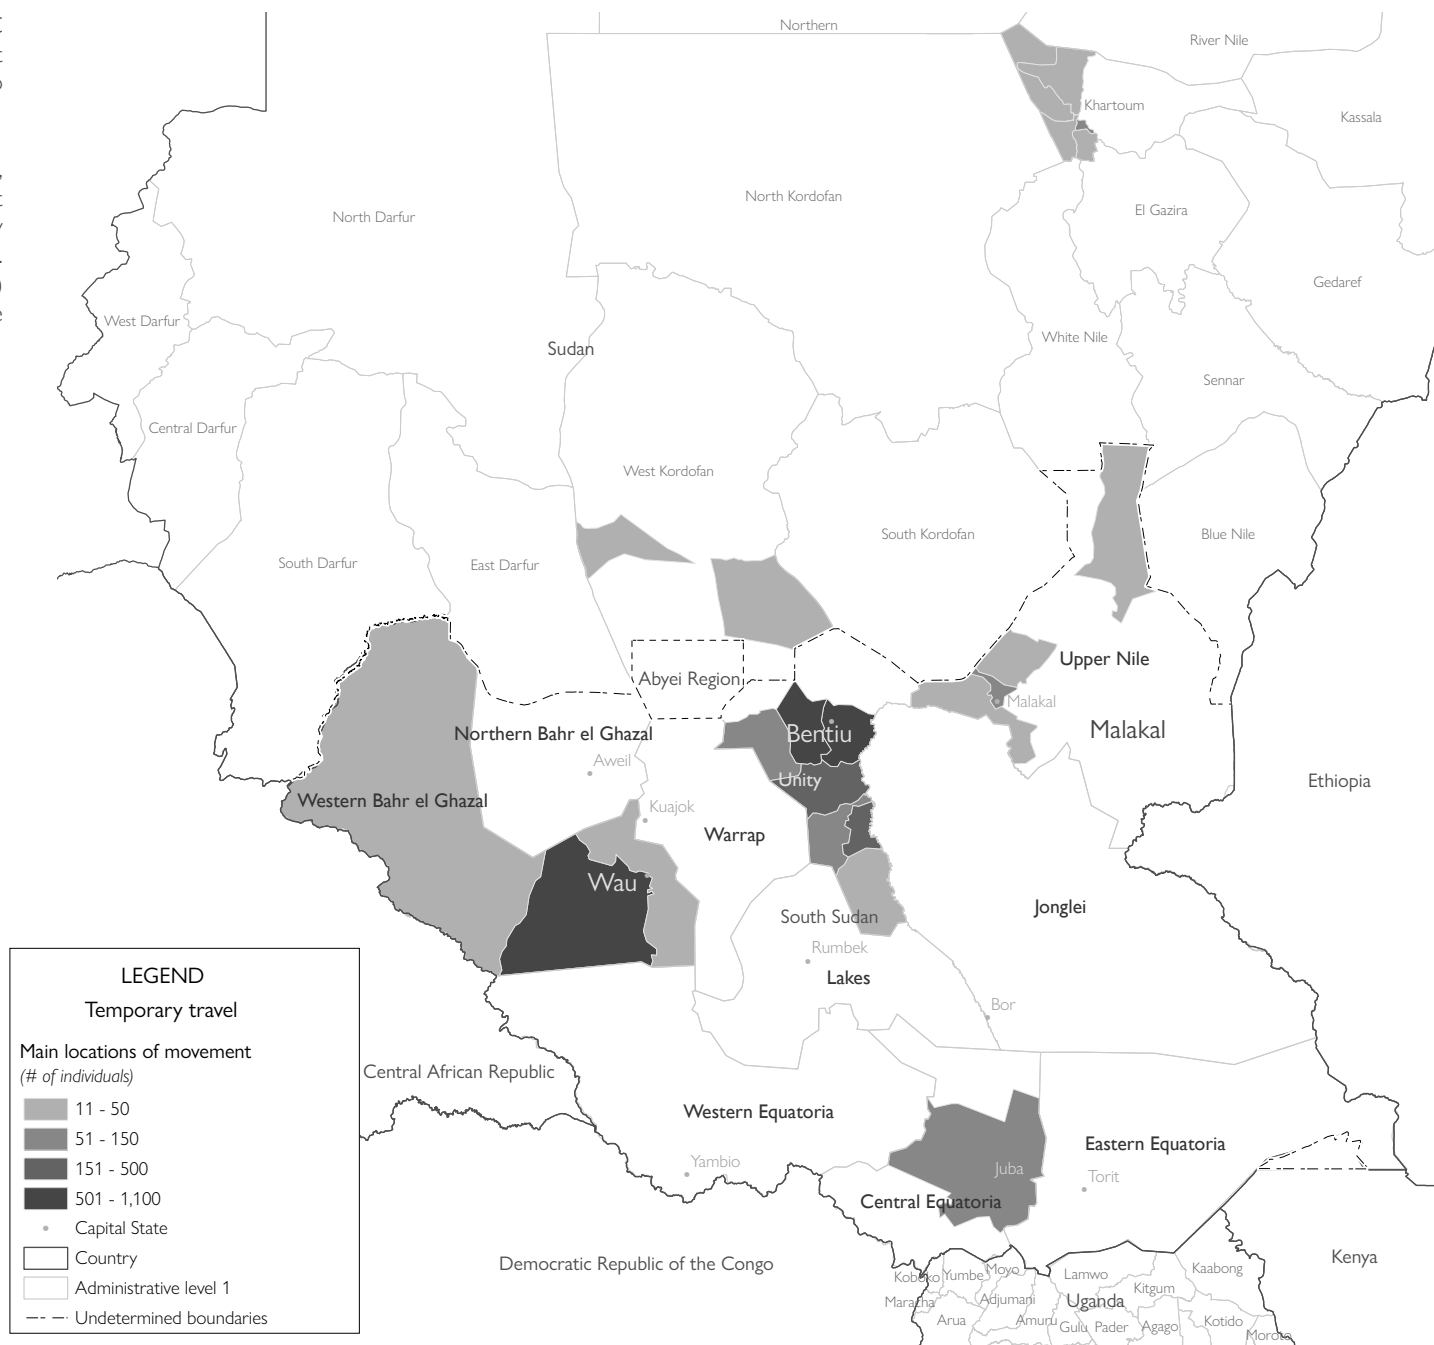 Northern
River Nile
Khartoum
Kassala
North Kordofan
El Gazira
North Darfur
Gedaref
West Darfur
White Nile
Sudan
Sennar
Central Darfur
West Kordofan
South Kordofan
Blue Nile
South Darfur
East Darfur
Upper Nile
Abyei Region
Malakal
Northern Bahr el Ghazal
Bentiu
Malakal
Aweil
Unity
Ethiopia
Western Bahr el Ghazal
Kuajok
Warrap
Wau
Jonglei
South Sudan
Rumbek
Lakes
Bor
LEGEND
Temporary travel
Main locations of movement
(# of individuals)
11 - 50
51 - 150
151 - 500
501 - 1,100
Capital State
Country
Administrative level 1
Undetermined boundaries
Central African Republic
Western Equatoria
Eastern Equatoria
Yambio
Juba
Torit
Central Equatoria
Democratic Republic of the Congo
Kenya
Koboko
Yumbe
Moyo
Lamwo
Kaabong
Kitgum
Maracha
Adjumani
Uganda
Arua
Amuru
Gulu
Pader
Agago
Kotido
Moroto